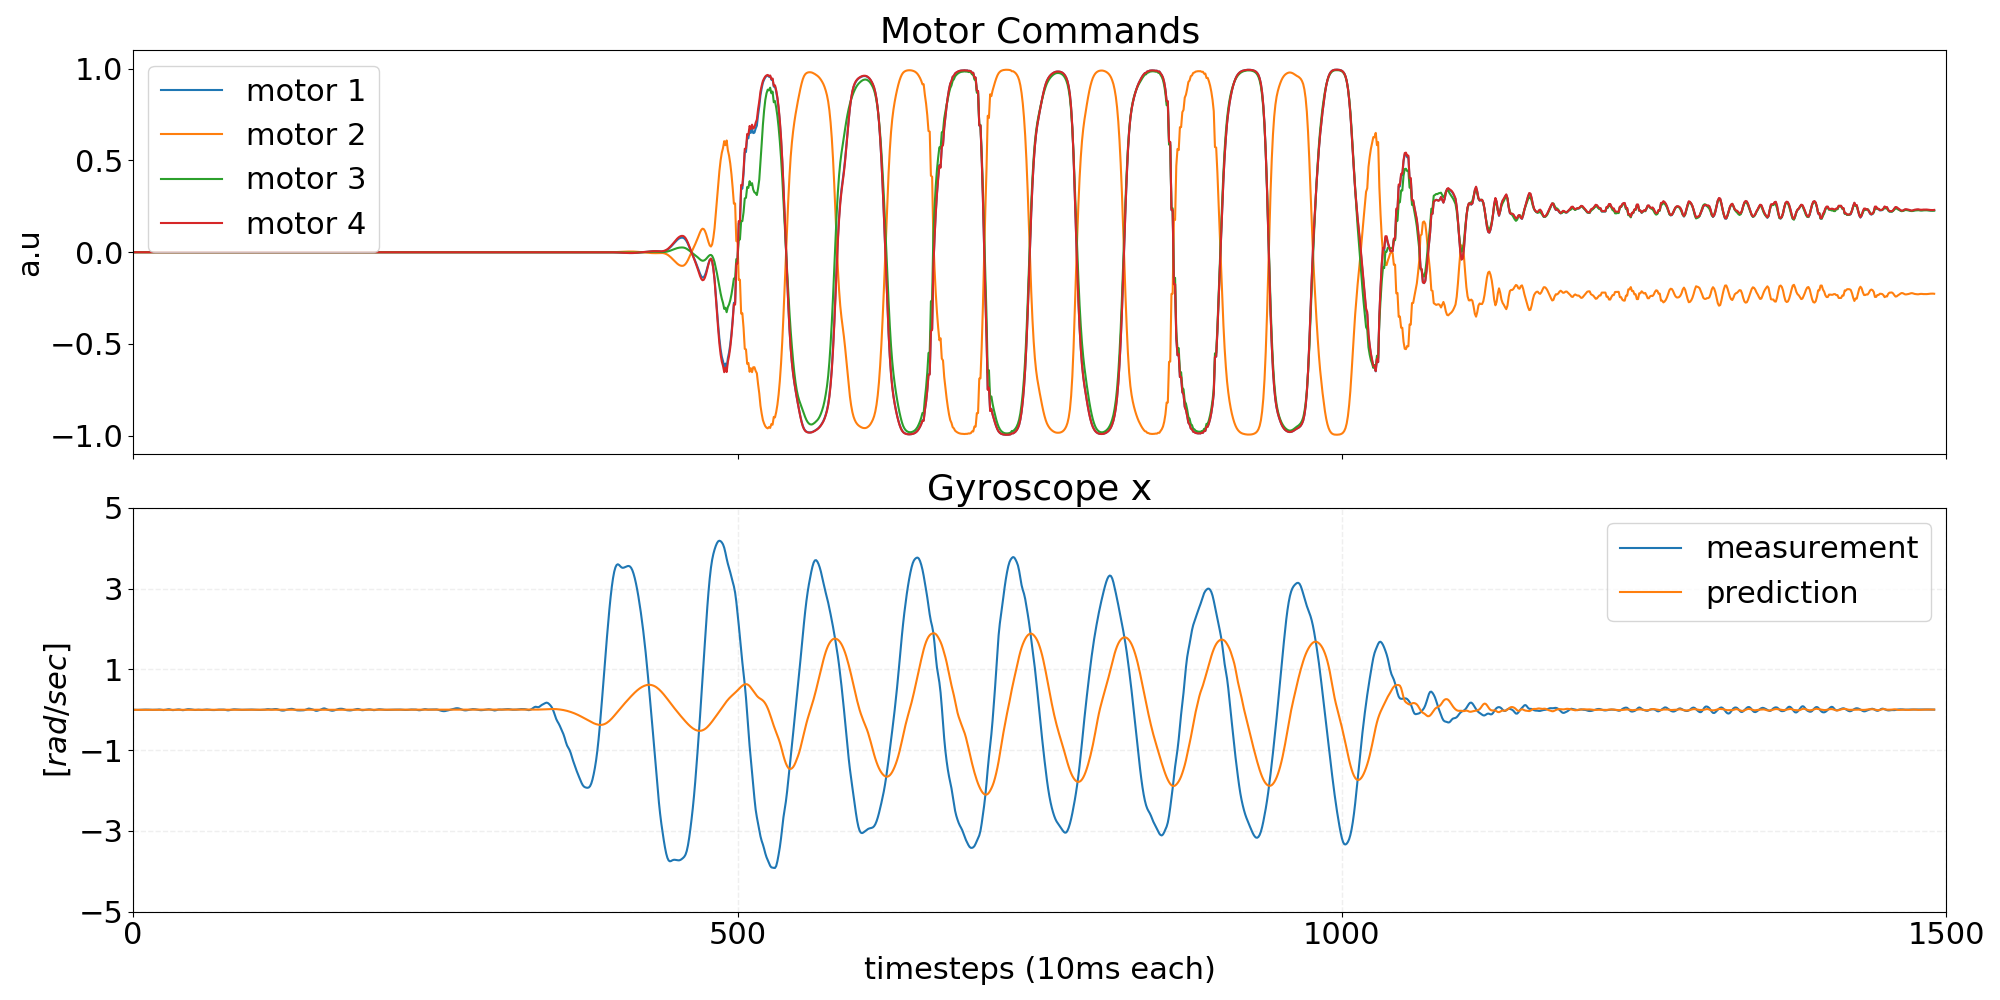 Motor Commands
1.0
0.5
0.0
−0.5
−1.0
a.u
motor 1
motor 2
motor 3
motor 4
Gyroscope x
5
3
1
−1
−3
−5
[rad/sec]
measurement
prediction
0
500
1000
1500
timesteps (10ms each)